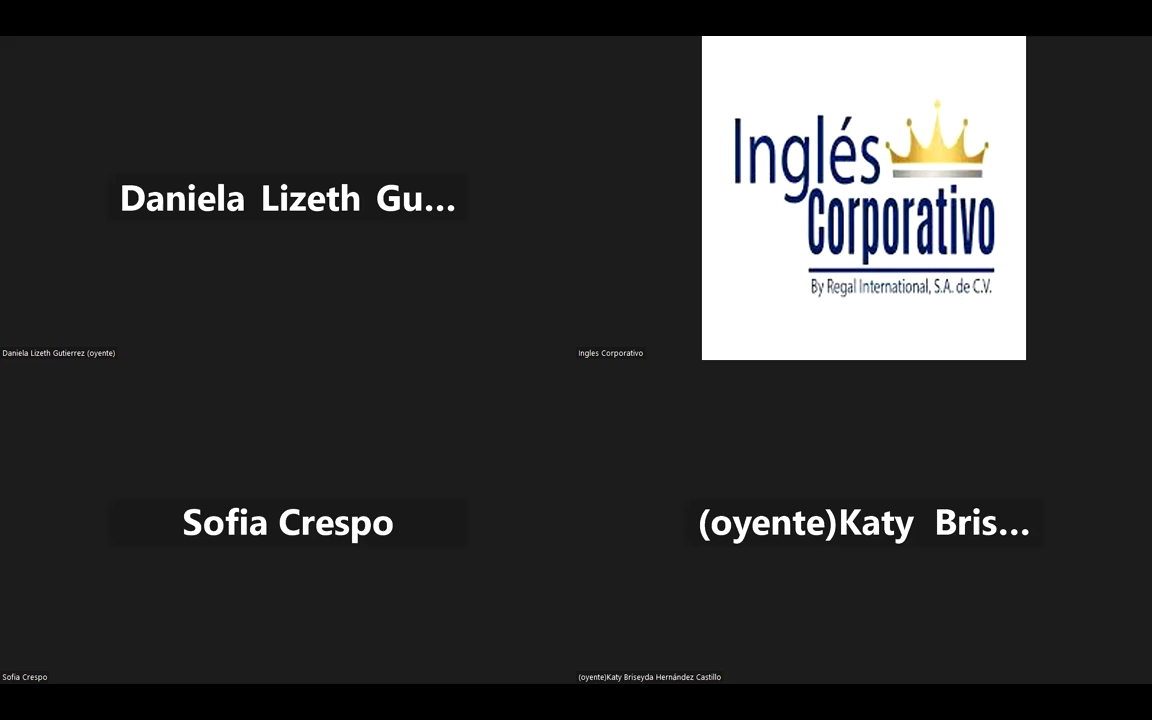 Daniela Lizeth Gu...
Daniela Lizeth Gutierrez (oyente)
Inglés
Corporativo
By Regal International, S.A. de C.V.
Ingles Corporativo
Sofia Crespo
Sofia Crespo
(oyente)Katy Bris...
(oyente)Katy Briseyda Hernández Castillo